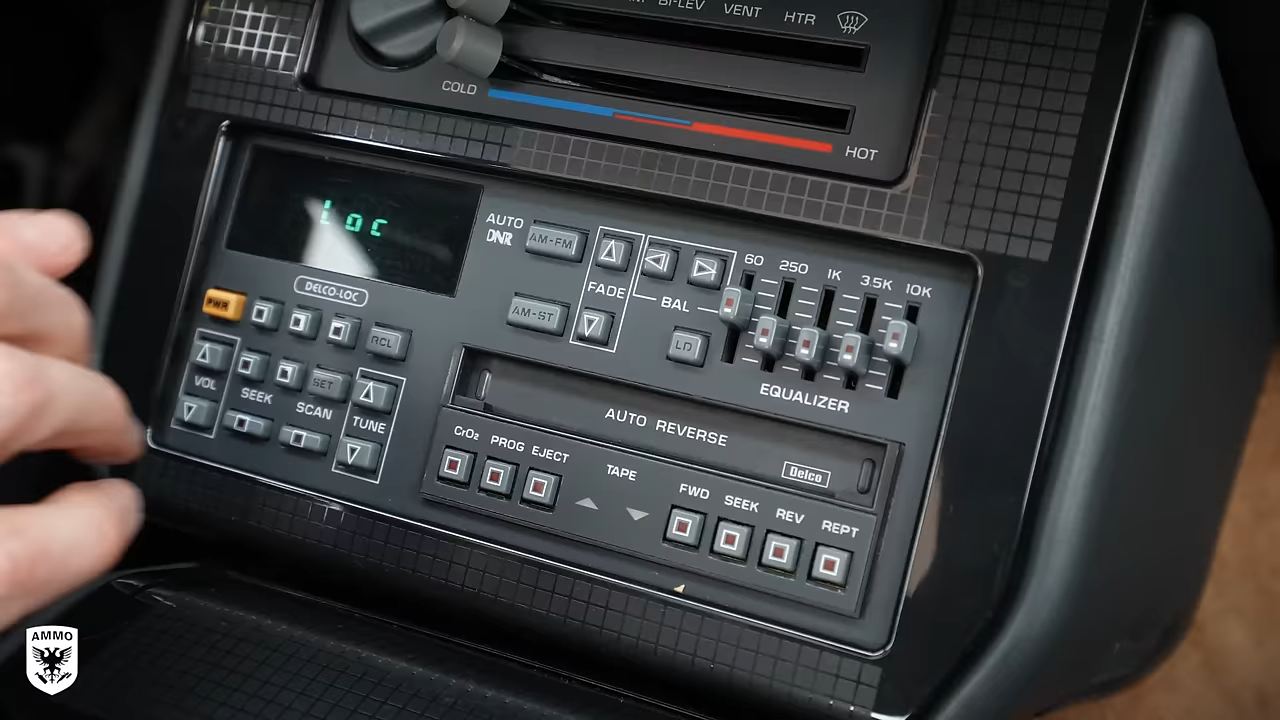 BI-LEV VENT HTR
COLD
HOT
Loc
AUTO
DNR
AM-FM
60 250 1K 3.5K 10K
FADE
BAL
DELCO-LOC
PWR
AM-ST
RCL
LD
VOL
SET
EQUALIZER
SEEK
SCAN
TUNE
AUTO REVERSE
CrO₂ PROG EJECT
TAPE
Delco
FWD SEEK REV REPT
AMMO